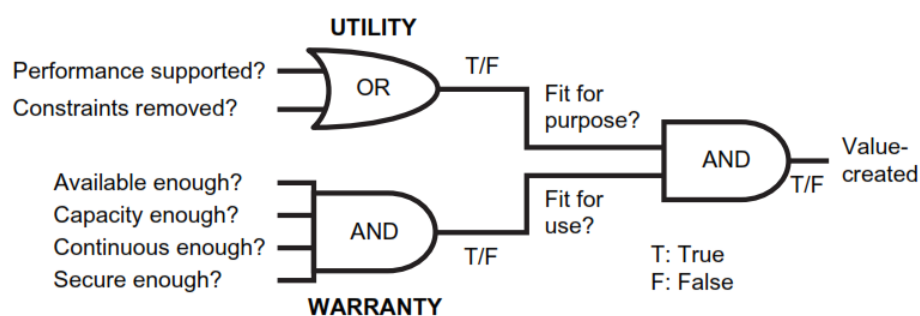 UTILITY
Performance supported?
Constraints removed?
OR
T/F
Fit for
purpose?
Available enough?
Capacity enough?
Continuous enough?
Secure enough?
AND
T/F
WARRANTY
Fit for
use?
AND
T/F
Value-
created
T: True
F: False